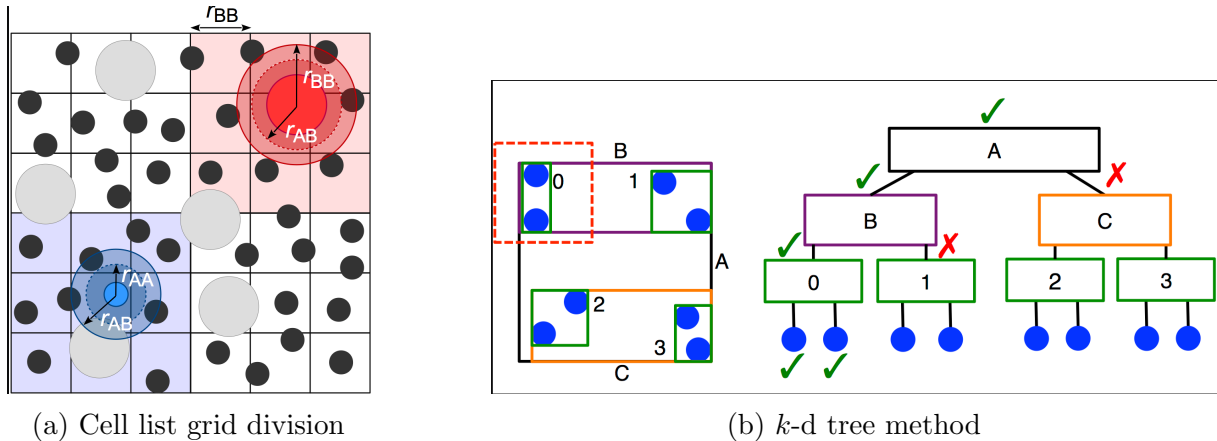 r_BB
r_BB
r_AB
r_AA
r_AB
(a) Cell list grid division
B
0
1
A
2
3
C
A
B
C
0
1
2
3
(b) k-d tree method